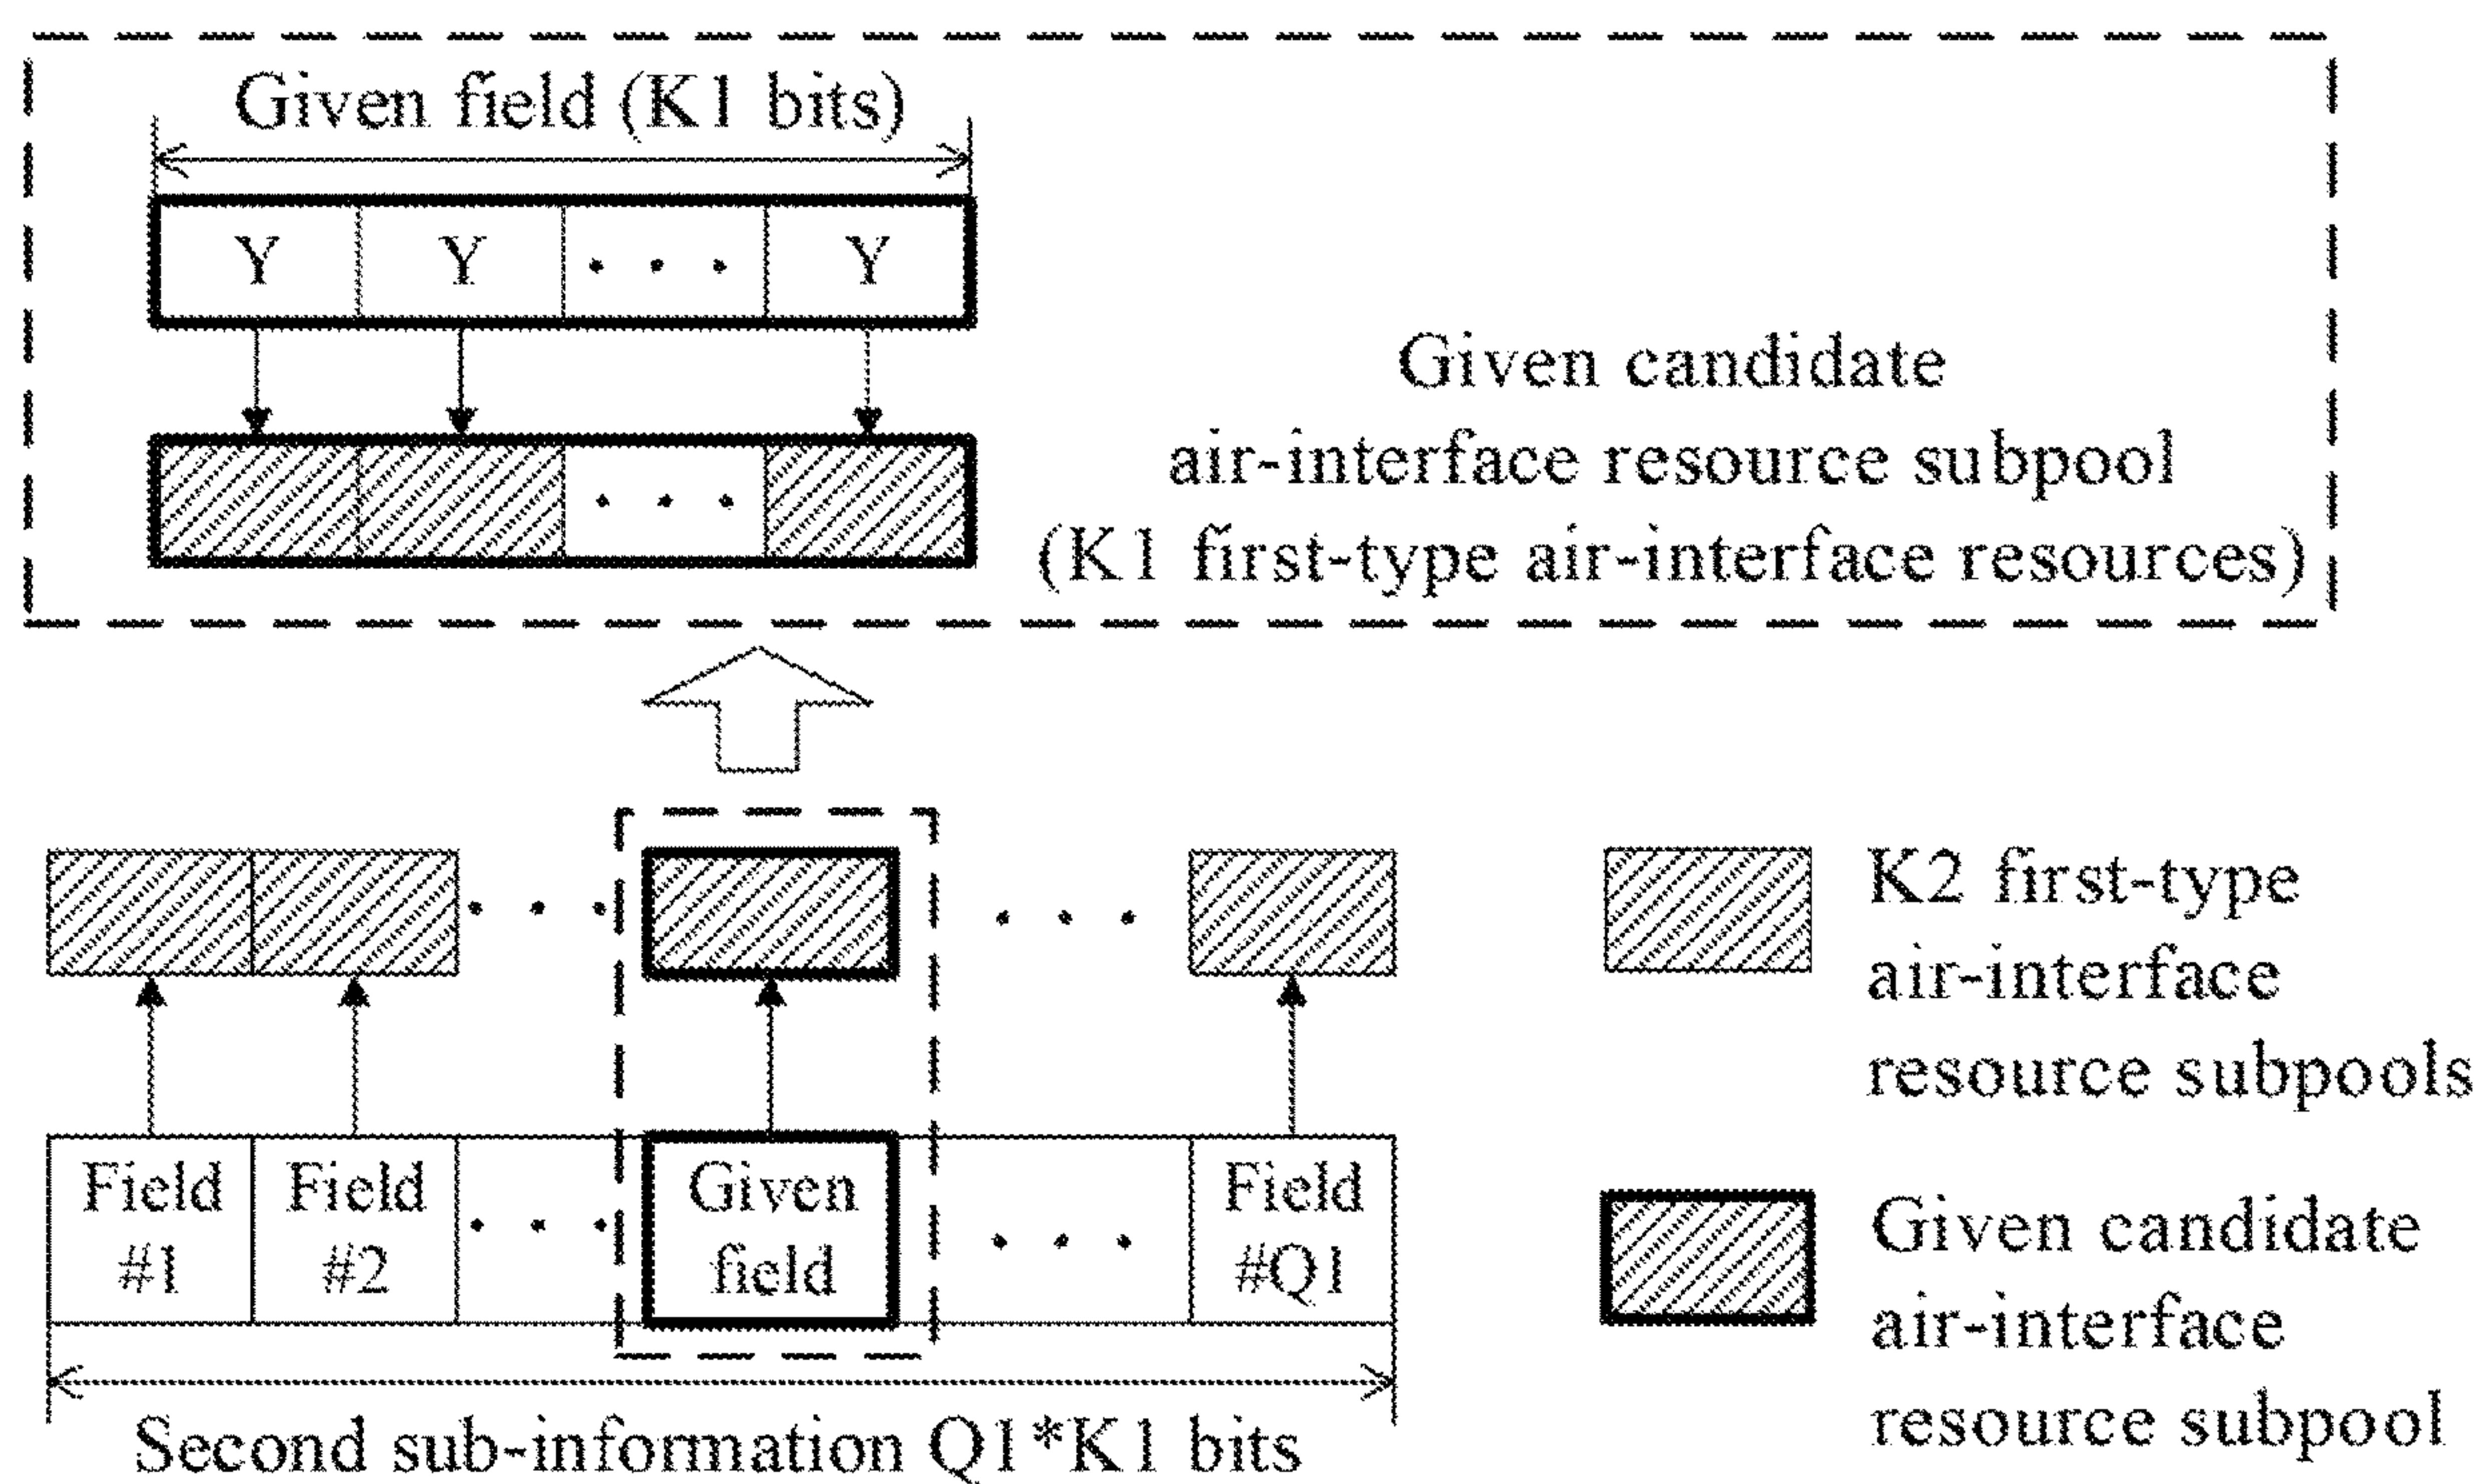 Given field (K1 bits)
Y Y . . . Y
Given candidate
air-interface resource subpool
(K1 first-type air-interface resources)
. . .
. . . . . .
K2 first-type
air-interface
resource subpools
Field #1
Field #2
. . .
Given field
. . .
Field #Q1
Given candidate
air-interface
resource subpool
Second sub-information Q1*K1 bits